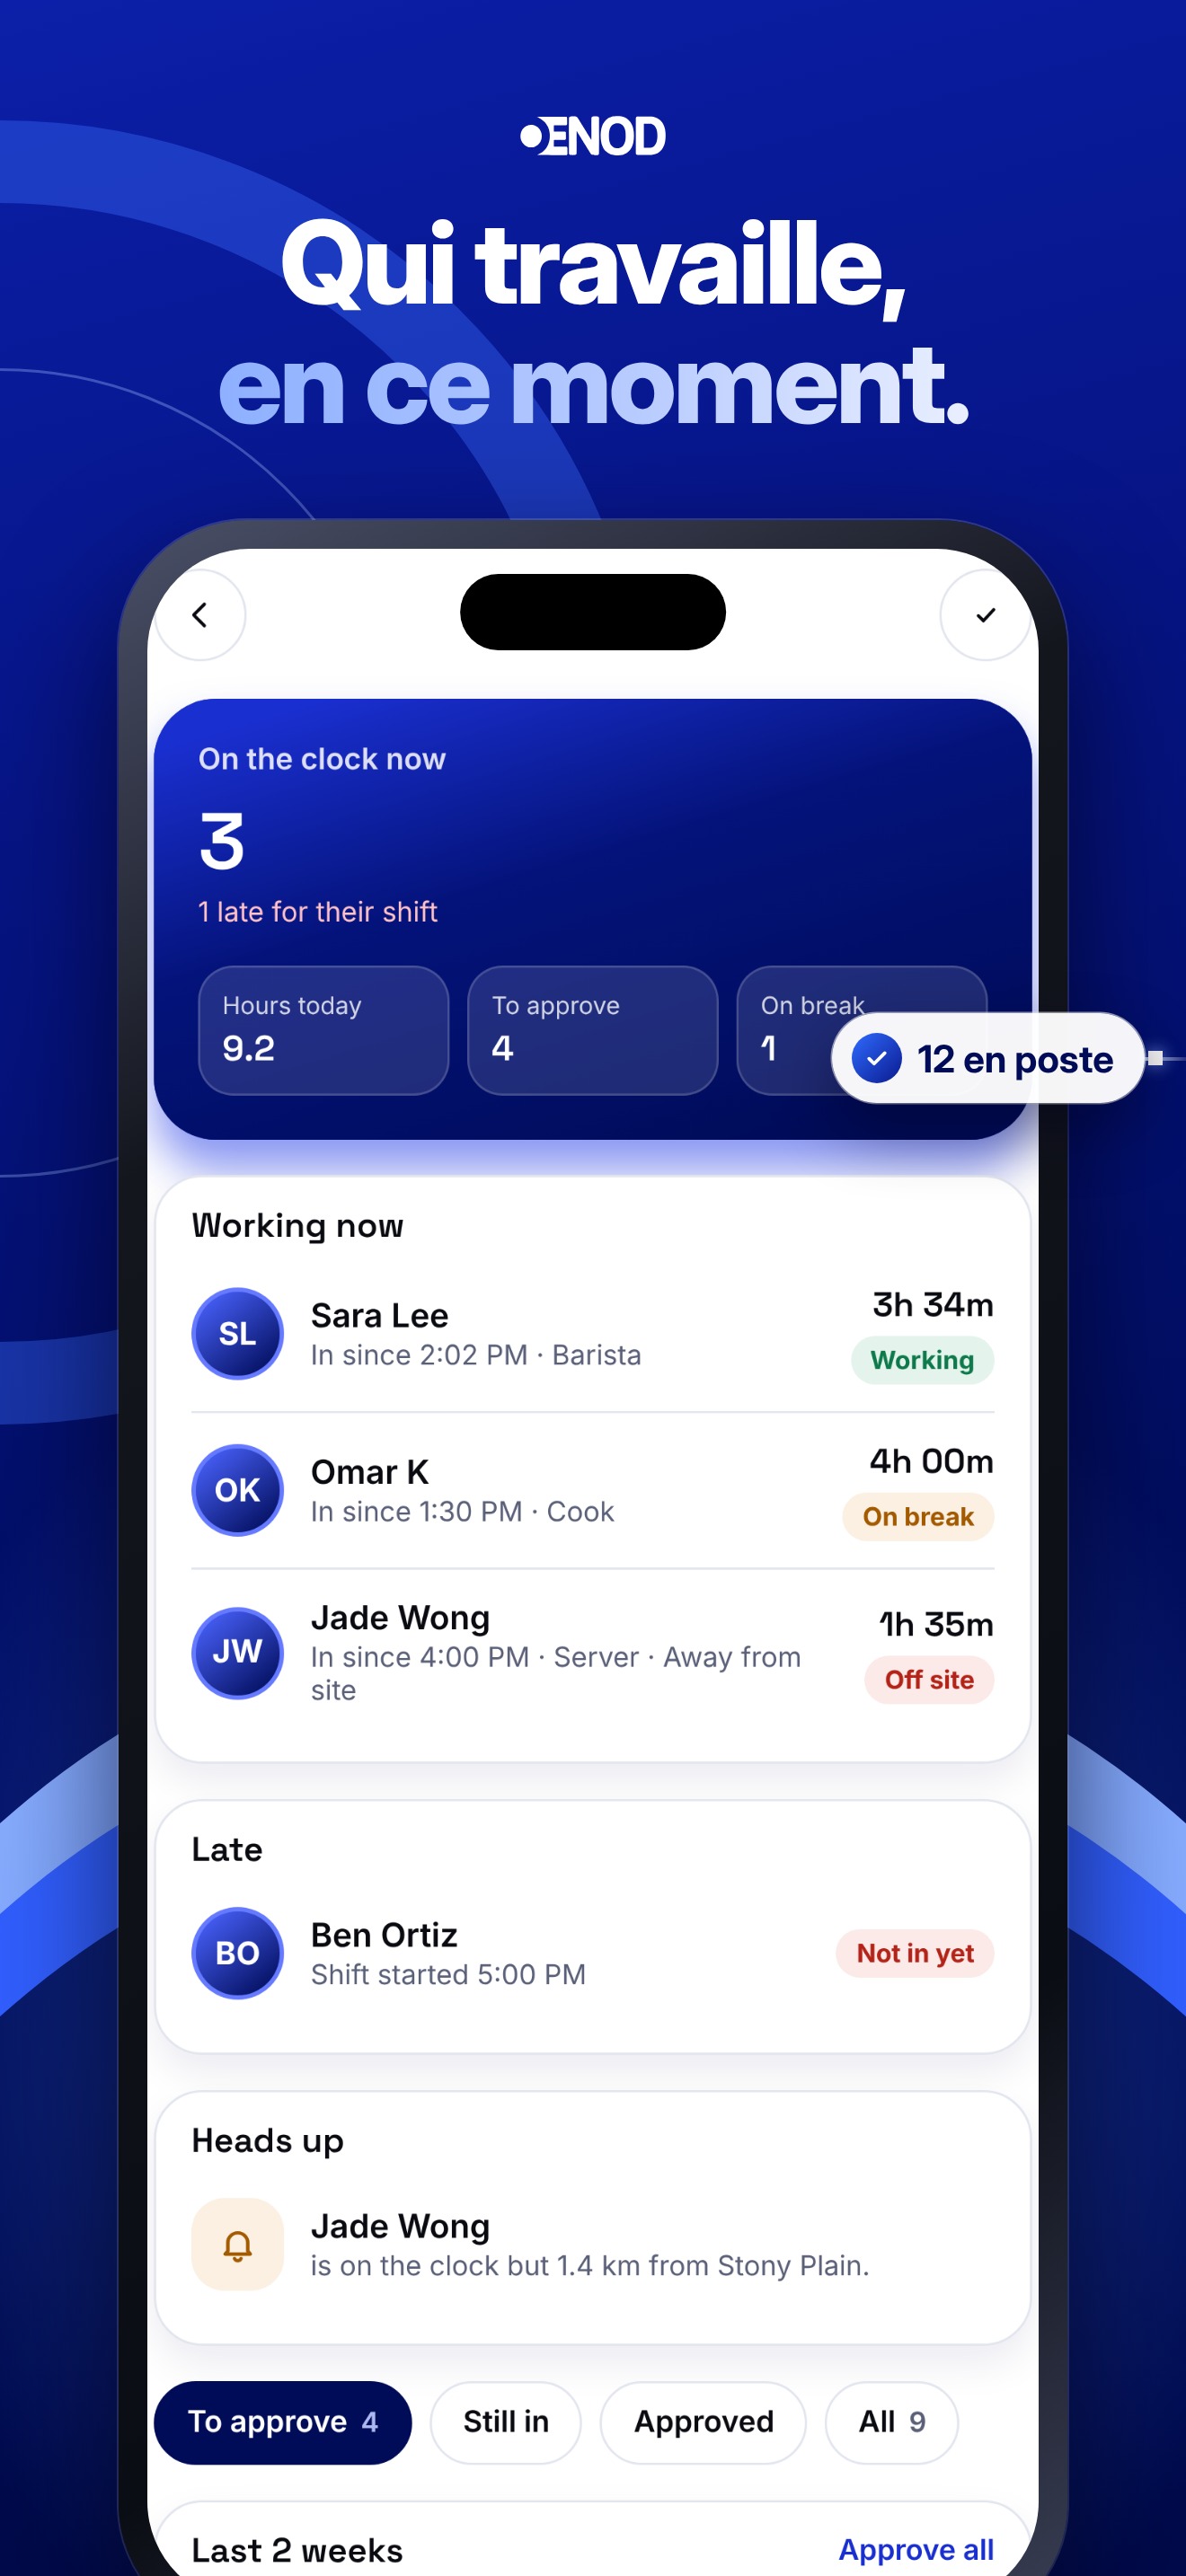 ENOD
Qui travaille,
en ce moment.
On the clock now
3
1 late for their shift
Hours today
9.2
To approve
4
On break
1
12 en poste
Working now
SL
Sara Lee
In since 2:02 PM · Barista
3h 34m
Working
OK
Omar K
In since 1:30 PM · Cook
4h 00m
On break
JW
Jade Wong
In since 4:00 PM · Server · Away from
site
1h 35m
Off site
Late
BO
Ben Ortiz
Shift started 5:00 PM
Not in yet
Heads up
Jade Wong
is on the clock but 1.4 km from Stony Plain.
To approve 4
Still in
Approved
All 9
Last 2 weeks
Approve all